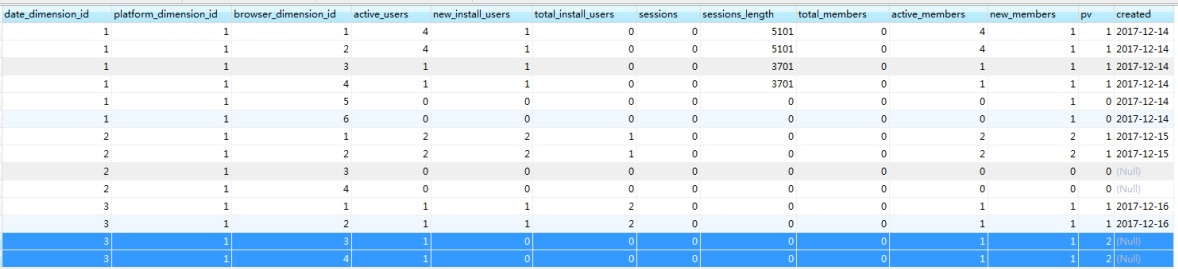 date_dimension_id platform_dimension_id browser_dimension_id active_users new_install_users total_install_users sessions sessions_length total_members active_members new_members pv created
1 1 1 4 1 0 0 5101 0 4 1 1 2017-12-14
1 1 2 4 1 0 0 5101 0 4 1 1 2017-12-14
1 1 3 1 1 0 0 3701 0 1 1 1 2017-12-14
1 1 4 1 1 0 0 3701 0 1 1 1 2017-12-14
1 1 5 0 0 0 0 0 0 0 1 0 2017-12-14
1 1 6 0 0 0 0 0 0 0 1 0 2017-12-14
2 1 1 2 2 1 0 0 0 2 2 1 2017-12-15
2 1 2 2 2 1 0 0 0 2 2 1 2017-12-15
2 1 3 0 0 0 0 0 0 0 0 0 (Null)
2 1 4 0 0 0 0 0 0 0 0 0 (Null)
3 1 1 1 1 2 0 0 0 1 1 1 2017-12-16
3 1 2 1 1 2 0 0 0 1 1 1 2017-12-16
3 1 3 1 0 0 0 0 0 1 1 2 (Null)
3 1 4 1 0 0 0 0 0 1 1 2 (Null)